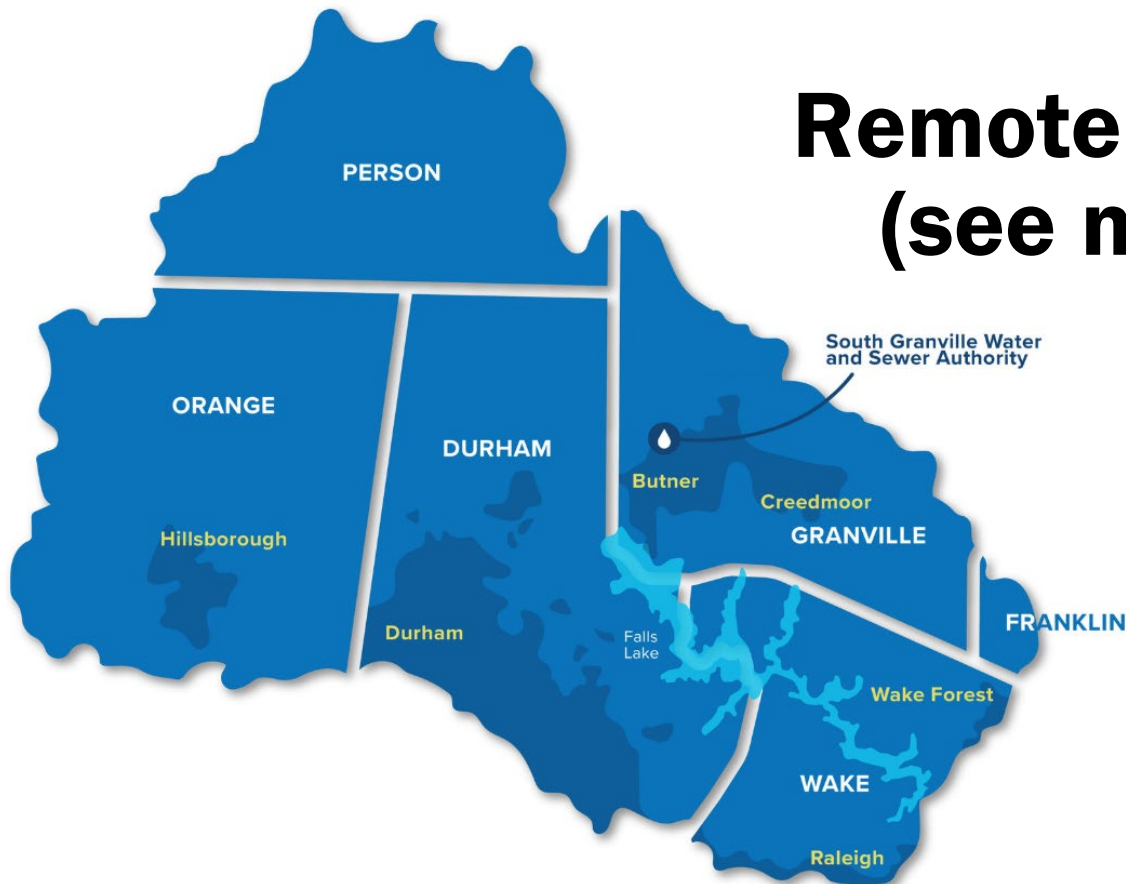 Remote
(see m
PERSON
South Granville Water
and Sewer Authority
ORANGE
DURHAM
Butner
Creedmoor
Hillsborough
GRANVILLE
FRANKLIN
Durham
Falls
Lake
Wake Forest
WAKE
Raleigh